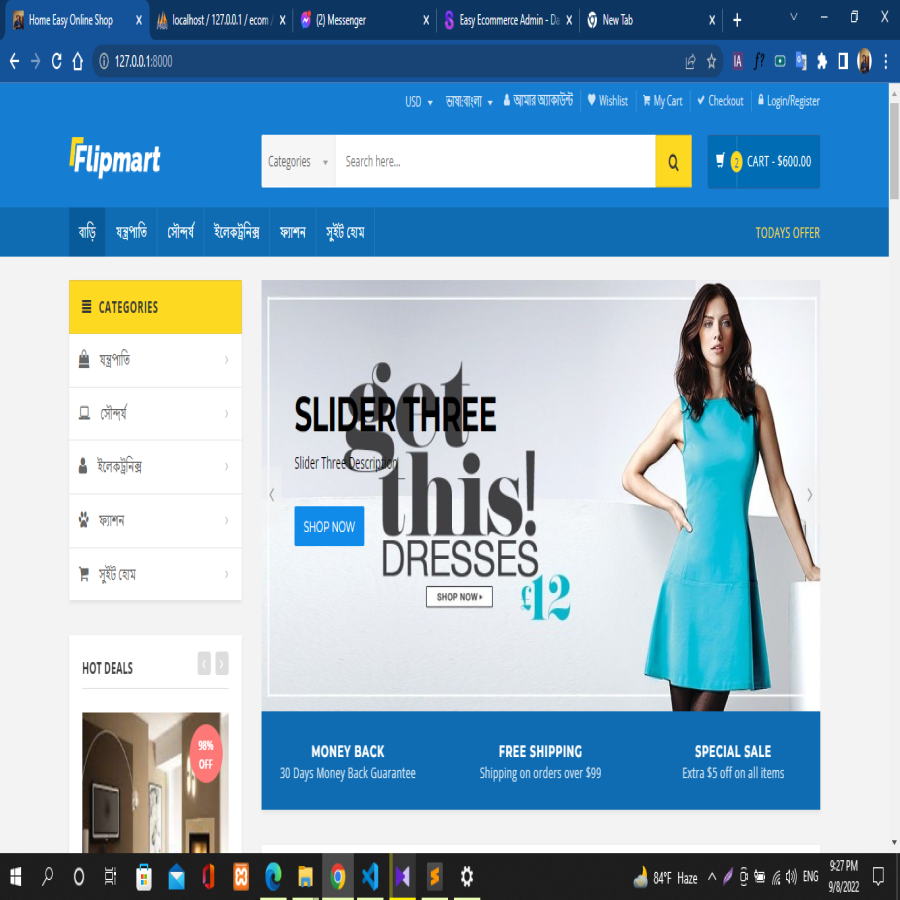 Home Easy Online Shop
localhost / 127.0.0.1 / ecom /
(2) Messenger
Easy Ecommerce Admin - Da
New Tab
127.0.0.1:8000
USD
ভাষা:বাংলা
আমার অ্যাকাউন্ট
Wishlist
My Cart
Checkout
Login/Register
Flipmart
Categories
Search here...
2
CART - $600.00
বাড়ি
যন্ত্রপাতি
সৌন্দর্য
ইলেকট্রনিক্স
ফ্যাশন
সুইট হোম
TODAYS OFFER
CATEGORIES
যন্ত্রপাতি
সৌন্দর্য
ইলেকট্রনিক্স
ফ্যাশন
সুইট হোম
HOT DEALS
98%
OFF
get
this!
DRESSES
SHOP NOW
£12
SLIDER THREE
Slider Three Description
SHOP NOW
MONEY BACK
30 Days Money Back Guarantee
FREE SHIPPING
Shipping on orders over $99
SPECIAL SALE
Extra $5 off on all items
84°F Haze
ENG
9:27 PM
9/8/2022